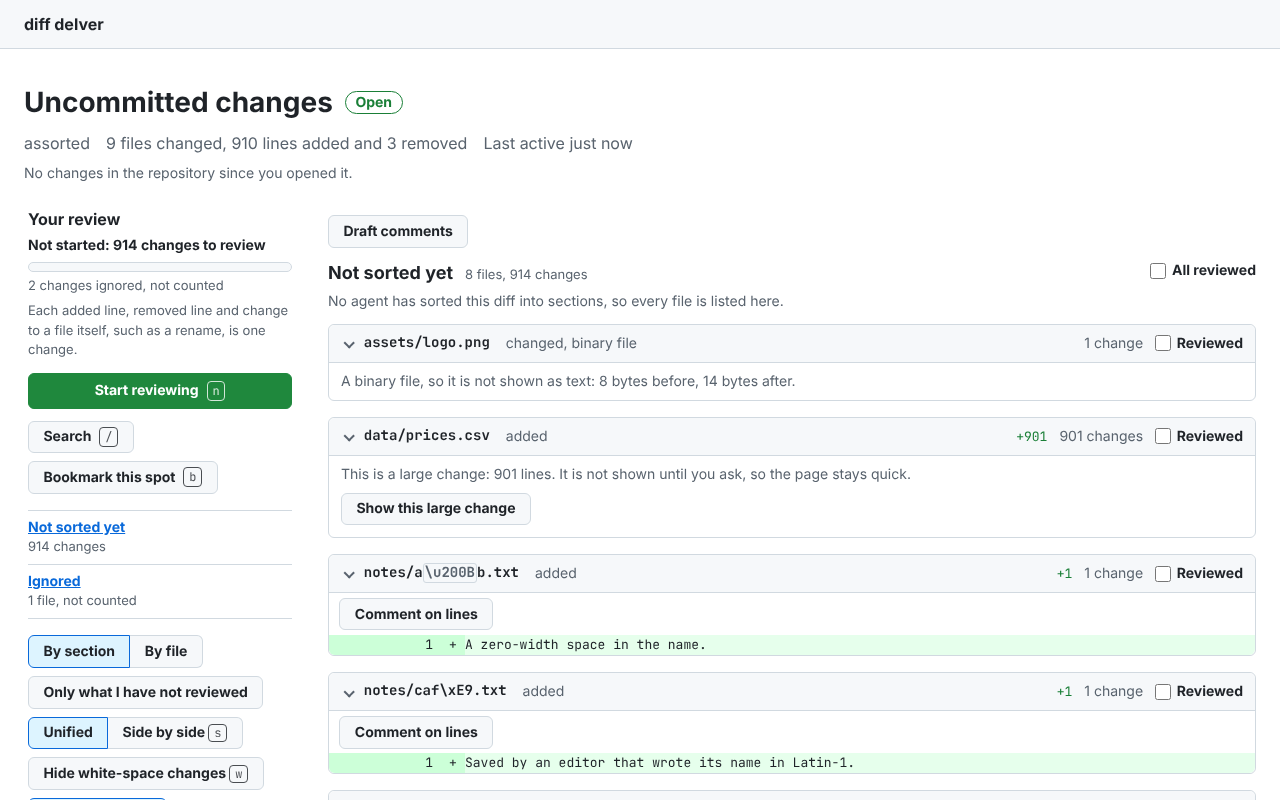 diff delver
Uncommitted changes Open
assorted 9 files changed, 910 lines added and 3 removed Last active just now
No changes in the repository since you opened it.
Your review
Not started: 914 changes to review
2 changes ignored, not counted
Each added line, removed line and change
to a file itself, such as a rename, is one
change.
Start reviewing n
Search /
Bookmark this spot b
Not sorted yet
914 changes
Ignored
1 file, not counted
By section By file
Only what I have not reviewed
Unified Side by side s
Hide white-space changes w
Draft comments
Not sorted yet 8 files, 914 changes All reviewed
No agent has sorted this diff into sections, so every file is listed here.
assets/logo.png changed, binary file 1 change Reviewed
A binary file, so it is not shown as text: 8 bytes before, 14 bytes after.
data/prices.csv added +901 901 changes Reviewed
This is a large change: 901 lines. It is not shown until you ask, so the page stays quick.
Show this large change
notes/a\u200Bb.txt added +1 1 change Reviewed
Comment on lines
1 + A zero-width space in the name.
notes/caf\xE9.txt added +1 1 change Reviewed
Comment on lines
1 + Saved by an editor that wrote its name in Latin-1.